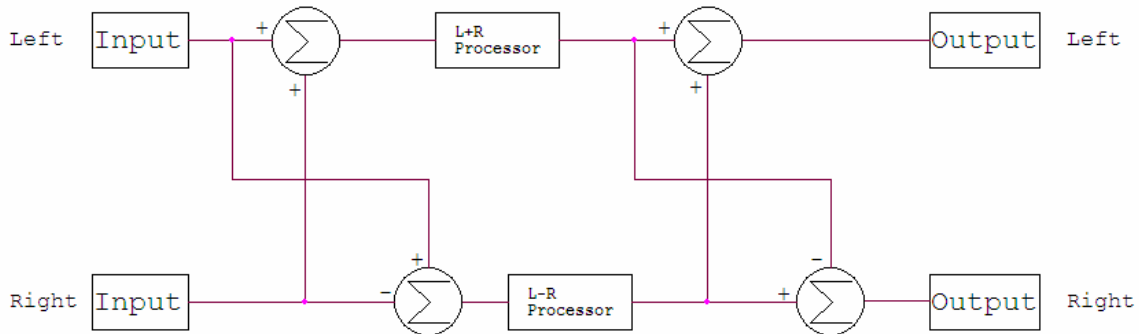 Left
Input
+
+
L+R
Processor
+
+
Output
Left
Right
Input
-
+
L-R
Processor
+
-
Output
Right